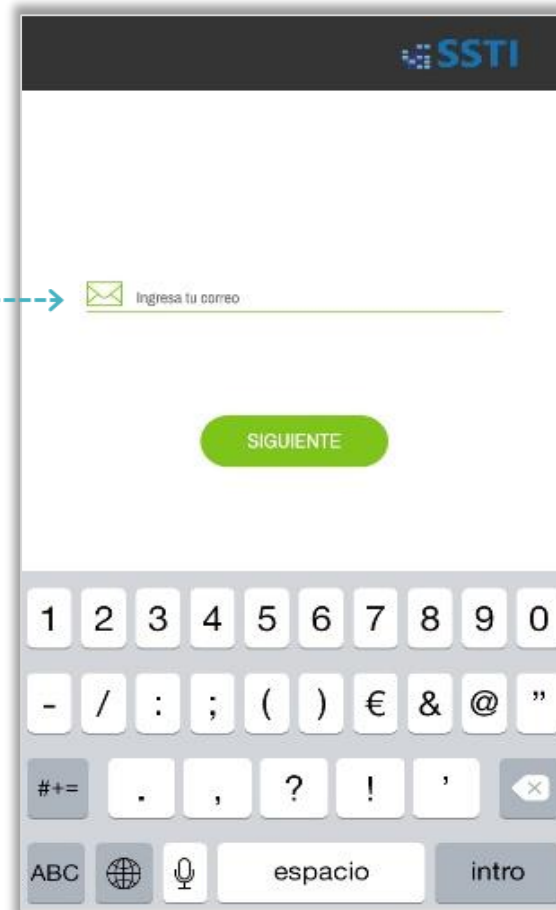 SSTI
Ingresa tu correo
SIGUIENTE
1 2 3 4 5 6 7 8 9 0
- / : ; ( ) € & @ ”
#+= . , ? ! ’
ABC espacio intro